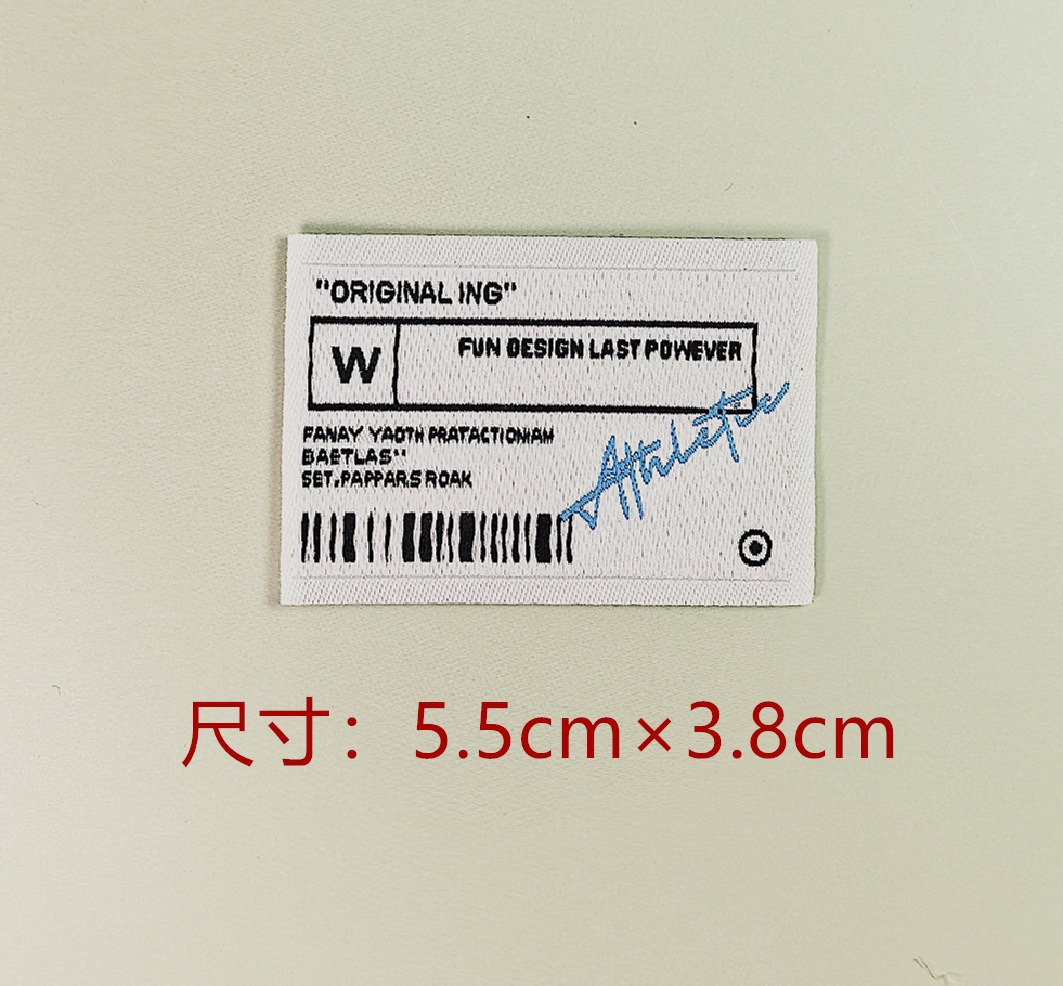 "ORIGINAL ING"
W
FUN DESIGN LAST POWEVER
FANAY YAOTH PRATACTIONIAM
BAETLAS"
SET.PAPPARS ROAK
Athletic
尺寸：5.5cm×3.8cm